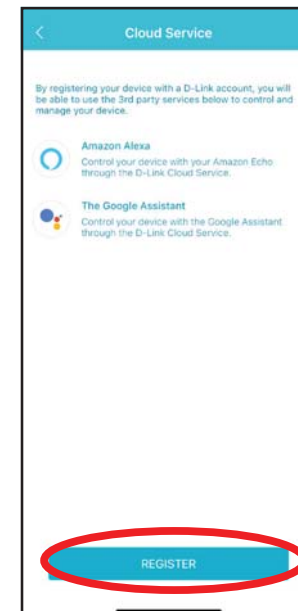 Cloud Service
By registering your device with a D-Link account, you will
be able to use the 3rd party services below to control and
manage your device.
Amazon Alexa
Control your device with your Amazon Echo
through the D-Link Cloud Service.
The Google Assistant
Control your device with the Google Assistant
through the D-Link Cloud Service.
REGISTER